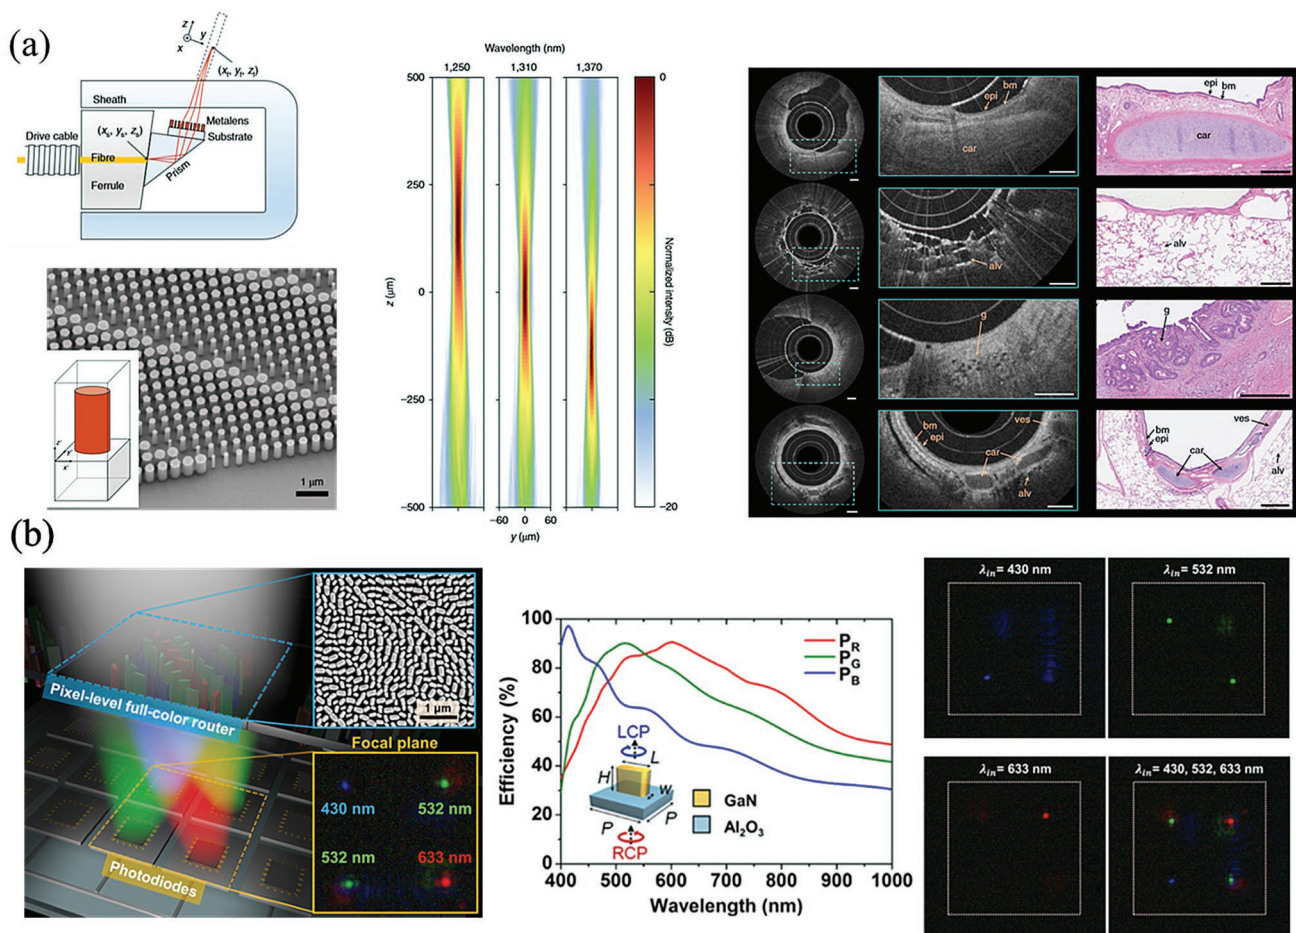 (a)
z
y
x
(xf, yf, zf)
Sheath
Metalens
Substrate
(xs, ys, zs)
Drive cable
Fibre
Prism
Ferrule
z'
y'
x'
1 μm
Wavelength (nm)
1,250 1,310 1,370
500
250
0
−250
−500
z (μm)
−60 0 60
y (μm)
0
−20
Normalized intensity (dB)
epi bm
car
epi bm
car
alv
alv
g
g
bm
epi
ves
car
alv
ves
bm
epi
car
alv
(b)
Pixel-level full-color router
1 μm
Focal plane
430 nm 532 nm
532 nm 633 nm
Photodiodes
Efficiency (%)
100
80
60
40
20
0
400 500 600 700 800 900 1000
Wavelength (nm)
PR
PG
PB
LCP
L
H
W
P P
RCP
GaN
Al2O3
λin= 430 nm
λin= 532 nm
λin= 633 nm
λin= 430, 532, 633 nm